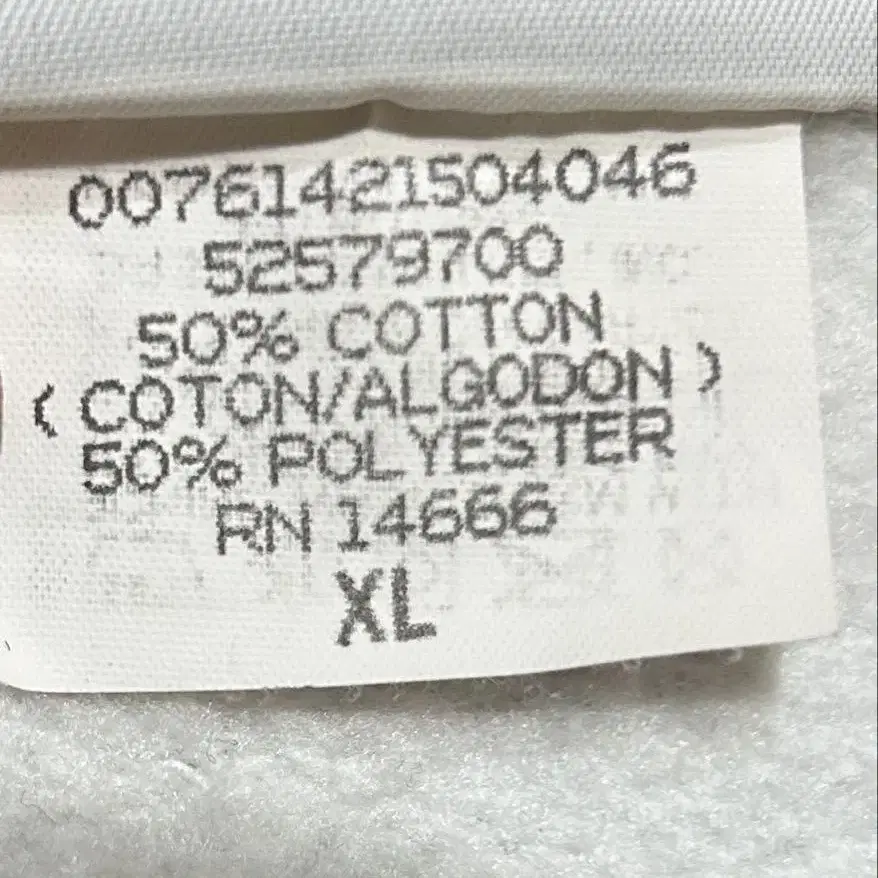 00761421504046
52579700
50% COTTON
(COTON/ALGODON)
50% POLYESTER
RN 14666
XL